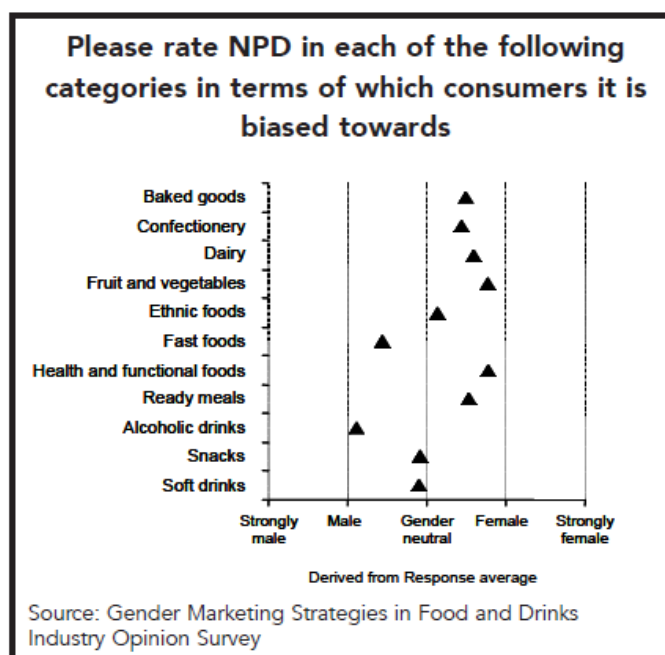 Please rate NPD in each of the following
categories in terms of which consumers it is
biased towards
Baked goods
Confectionery
Dairy
Fruit and vegetables
Ethnic foods
Fast foods
Health and functional foods
Ready meals
Alcoholic drinks
Snacks
Soft drinks
Strongly male
Male
Gender neutral
Female
Strongly female
Derived from Response average
Source: Gender Marketing Strategies in Food and Drinks
Industry Opinion Survey